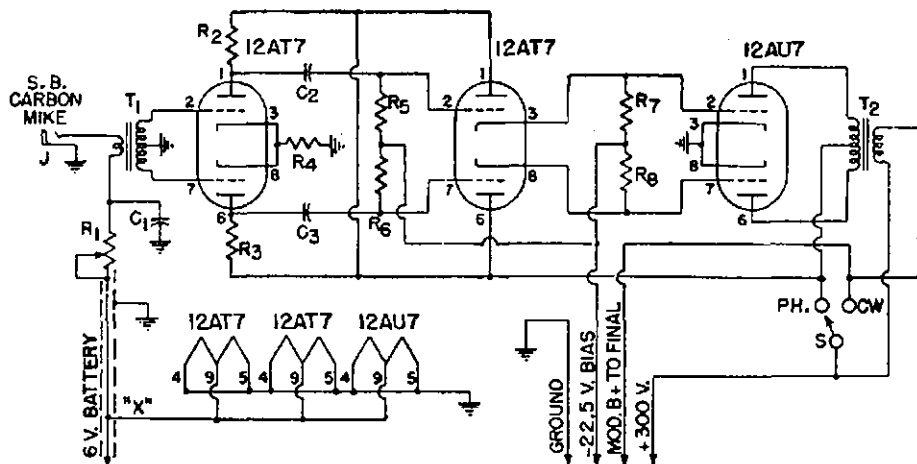 S. B.
CARBON
MIKE
J
T1
R1
C1
R2
12AT7
1
2
3
8
7
6
R4
R3
C2
C3
R5
R6
12AT7
1
2
3
8
7
6
R7
R8
12AU7
1
2
3
8
7
6
T2
PH.
CW
S
12AT7 12AT7 12AU7
4 9 5 4 9 5 4 9 5
"X"
6 V. BATTERY
GROUND
-22.5 V. BIAS
MOD. B+ TO FINAL
+300 V.